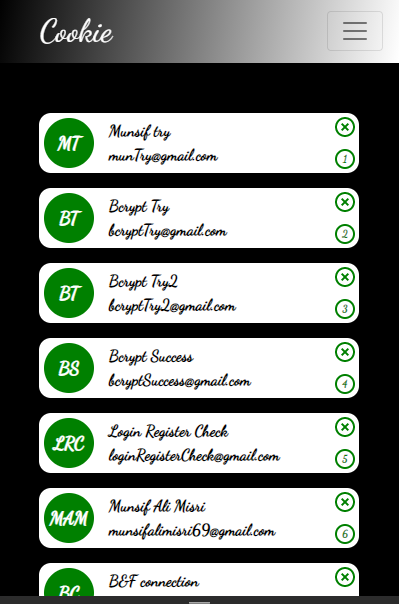 Cookie
MT
Munsif try
munTry@gmail.com
1
BT
Bcrypt Try
bcryptTry@gmail.com
2
BT
Bcrypt Try2
bcryptTry2@gmail.com
3
BS
Bcrypt Success
bcryptSuccess@gmail.com
4
LRC
Login Register Check
loginRegisterCheck@gmail.com
5
MAM
Munsif Ali Misri
munsifalimisri69@gmail.com
6
BC
B&F connection